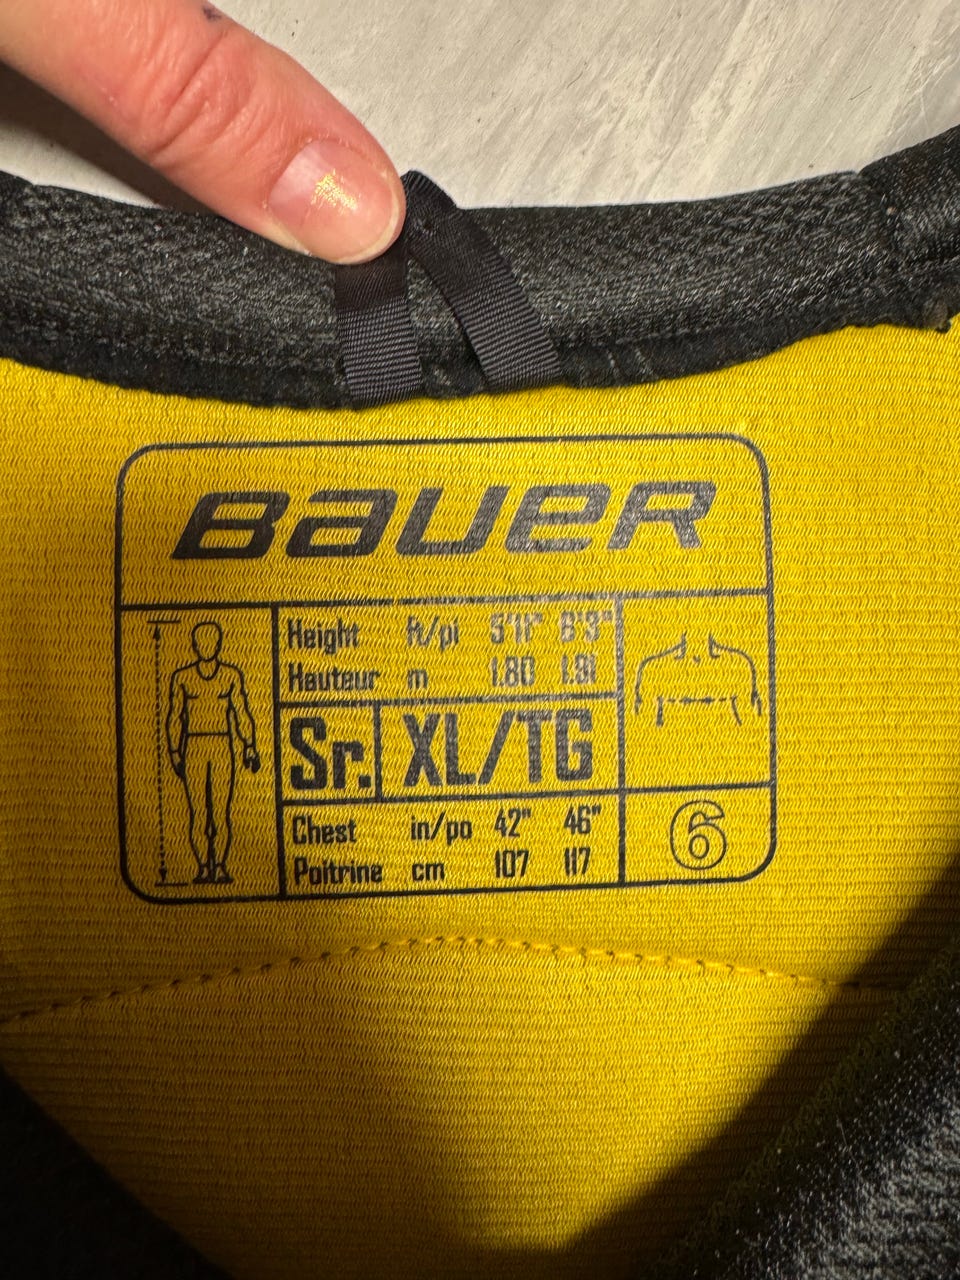 BAUER
Height ft/pi 5'11" 6'3"
Hauteur m 1.80 1.91
Sr. XL/TG
Chest in/po 42" 46"
Poitrine cm 107 117
6